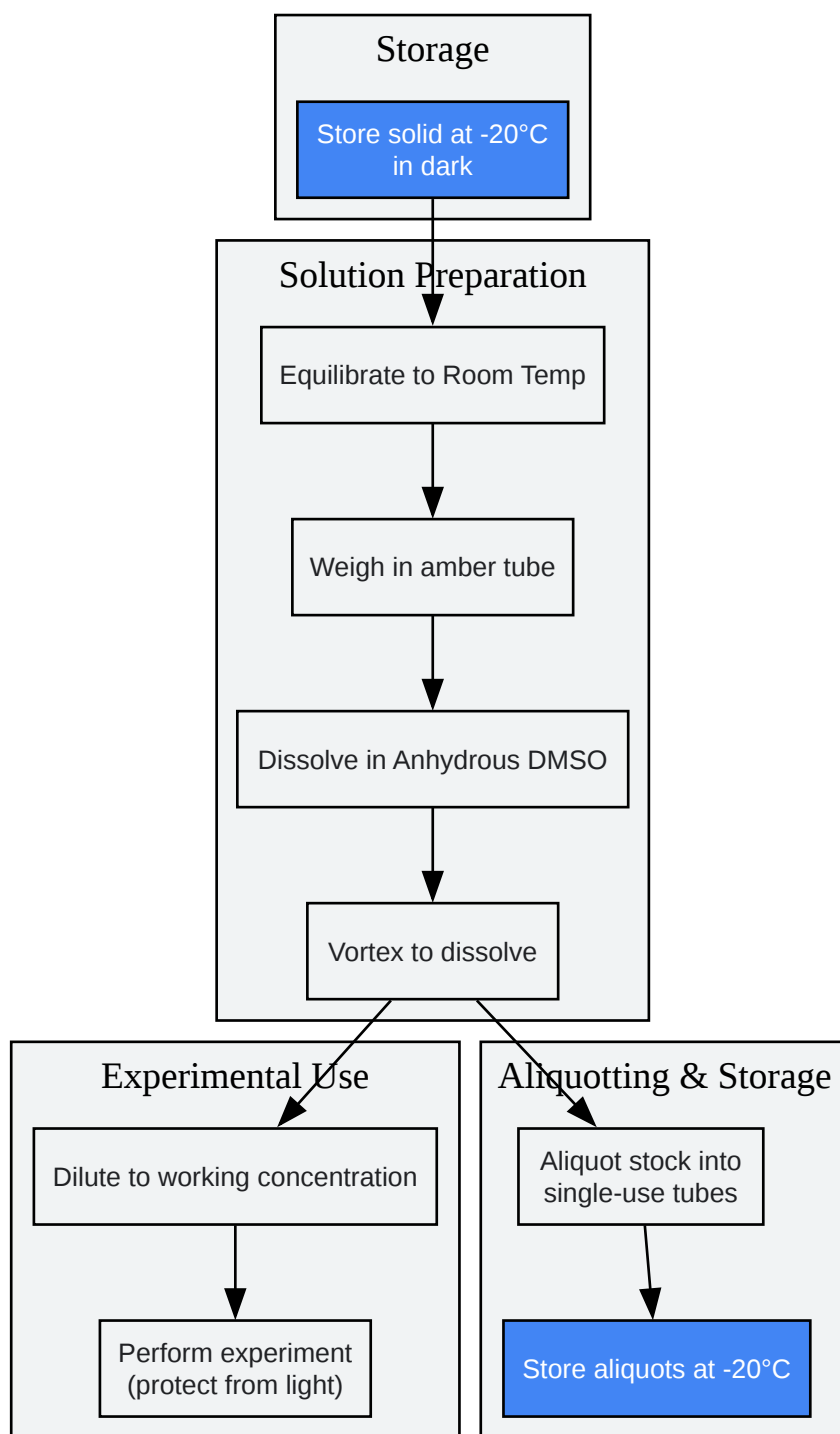 Storage
Store solid at -20°C
in dark
Solution Preparation
Equilibrate to Room Temp
Weigh in amber tube
Dissolve in Anhydrous DMSO
Vortex to dissolve
Experimental Use
Dilute to working concentration
Perform experiment
(protect from light)
Aliquotting & Storage
Aliquot stock into
single-use tubes
Store aliquots at -20°C